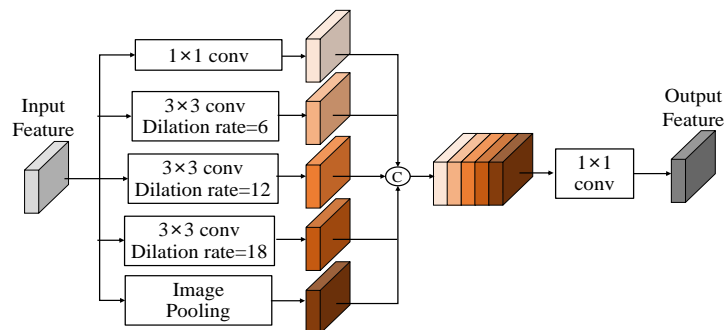 Input
Feature
1×1 conv
3×3 conv
Dilation rate=6
3×3 conv
Dilation rate=12
3×3 conv
Dilation rate=18
Image
Pooling
C
1×1
conv
Output
Feature